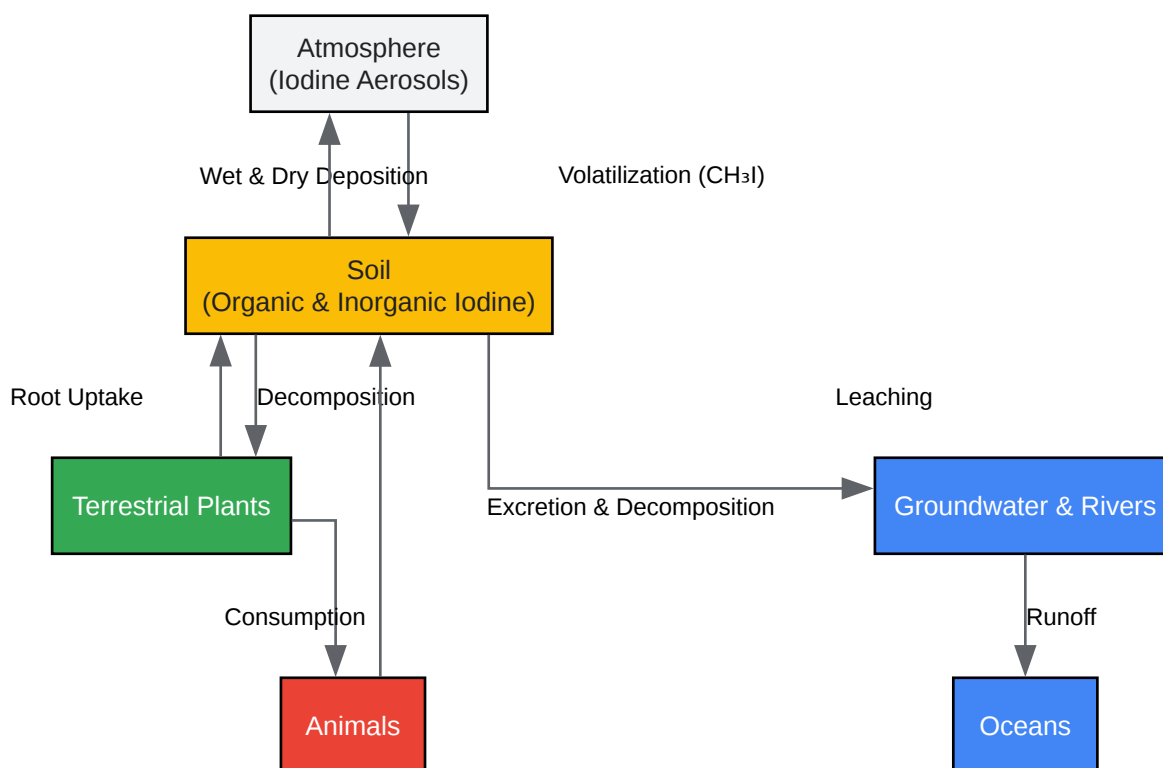 Atmosphere
(Iodine Aerosols)
Wet & Dry Deposition
Volatilization (CH₃I)
Soil
(Organic & Inorganic Iodine)
Root Uptake
Decomposition
Leaching
Terrestrial Plants
Excretion & Decomposition
Groundwater & Rivers
Consumption
Runoff
Animals
Oceans